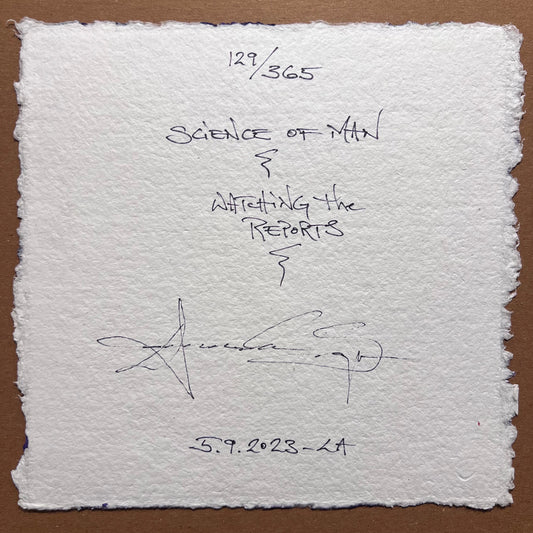 129/365
SCIENCE OF MAN
WATCHING the
REPORTS
5.9.2023-LA